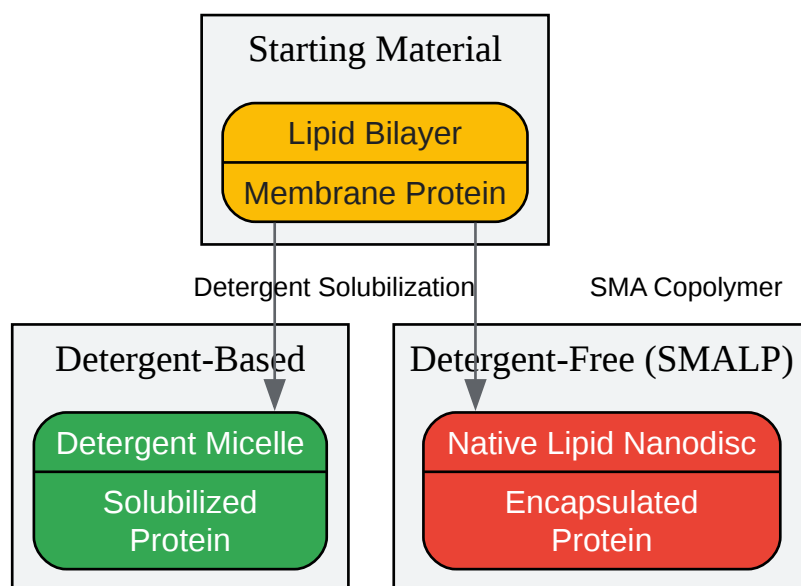 Starting Material
Lipid Bilayer
Membrane Protein
Detergent Solubilization
SMA Copolymer
Detergent-Based
Detergent Micelle
Solubilized
Protein
Detergent-Free (SMALP)
Native Lipid Nanodisc
Encapsulated
Protein